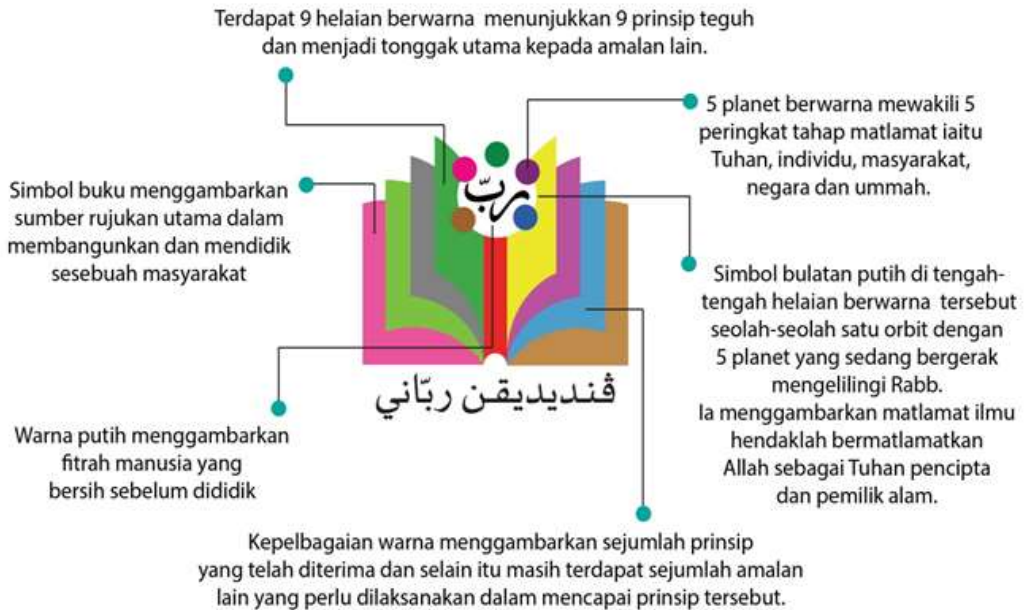 Terdapat 9 helaian berwarna menunjukkan 9 prinsip teguh
dan menjadi tonggak utama kepada amalan lain.
5 planet berwarna mewakili 5
peringkat tahap matlamat iaitu
Tuhan, individu, masyarakat,
negara dan ummah.
Simbol buku menggambarkan
sumber rujukan utama dalam
membangunkan dan mendidik
sesebuah masyarakat
ربّ
Simbol bulatan putih di tengah-
tengah helaian berwarna tersebut
seolah-seolah satu orbit dengan
5 planet yang sedang bergerak
mengelilingi Rabb.
Ia menggambarkan matlamat ilmu
hendaklah bermatlamatkan
Allah sebagai Tuhan pencipta
dan pemilik alam.
ڤنديديقن ربّاني
Warna putih menggambarkan
fitrah manusia yang
bersih sebelum dididik
Kepelbagaian warna menggambarkan sejumlah prinsip
yang telah diterima dan selain itu masih terdapat sejumlah amalan
lain yang perlu dilaksanakan dalam mencapai prinsip tersebut.